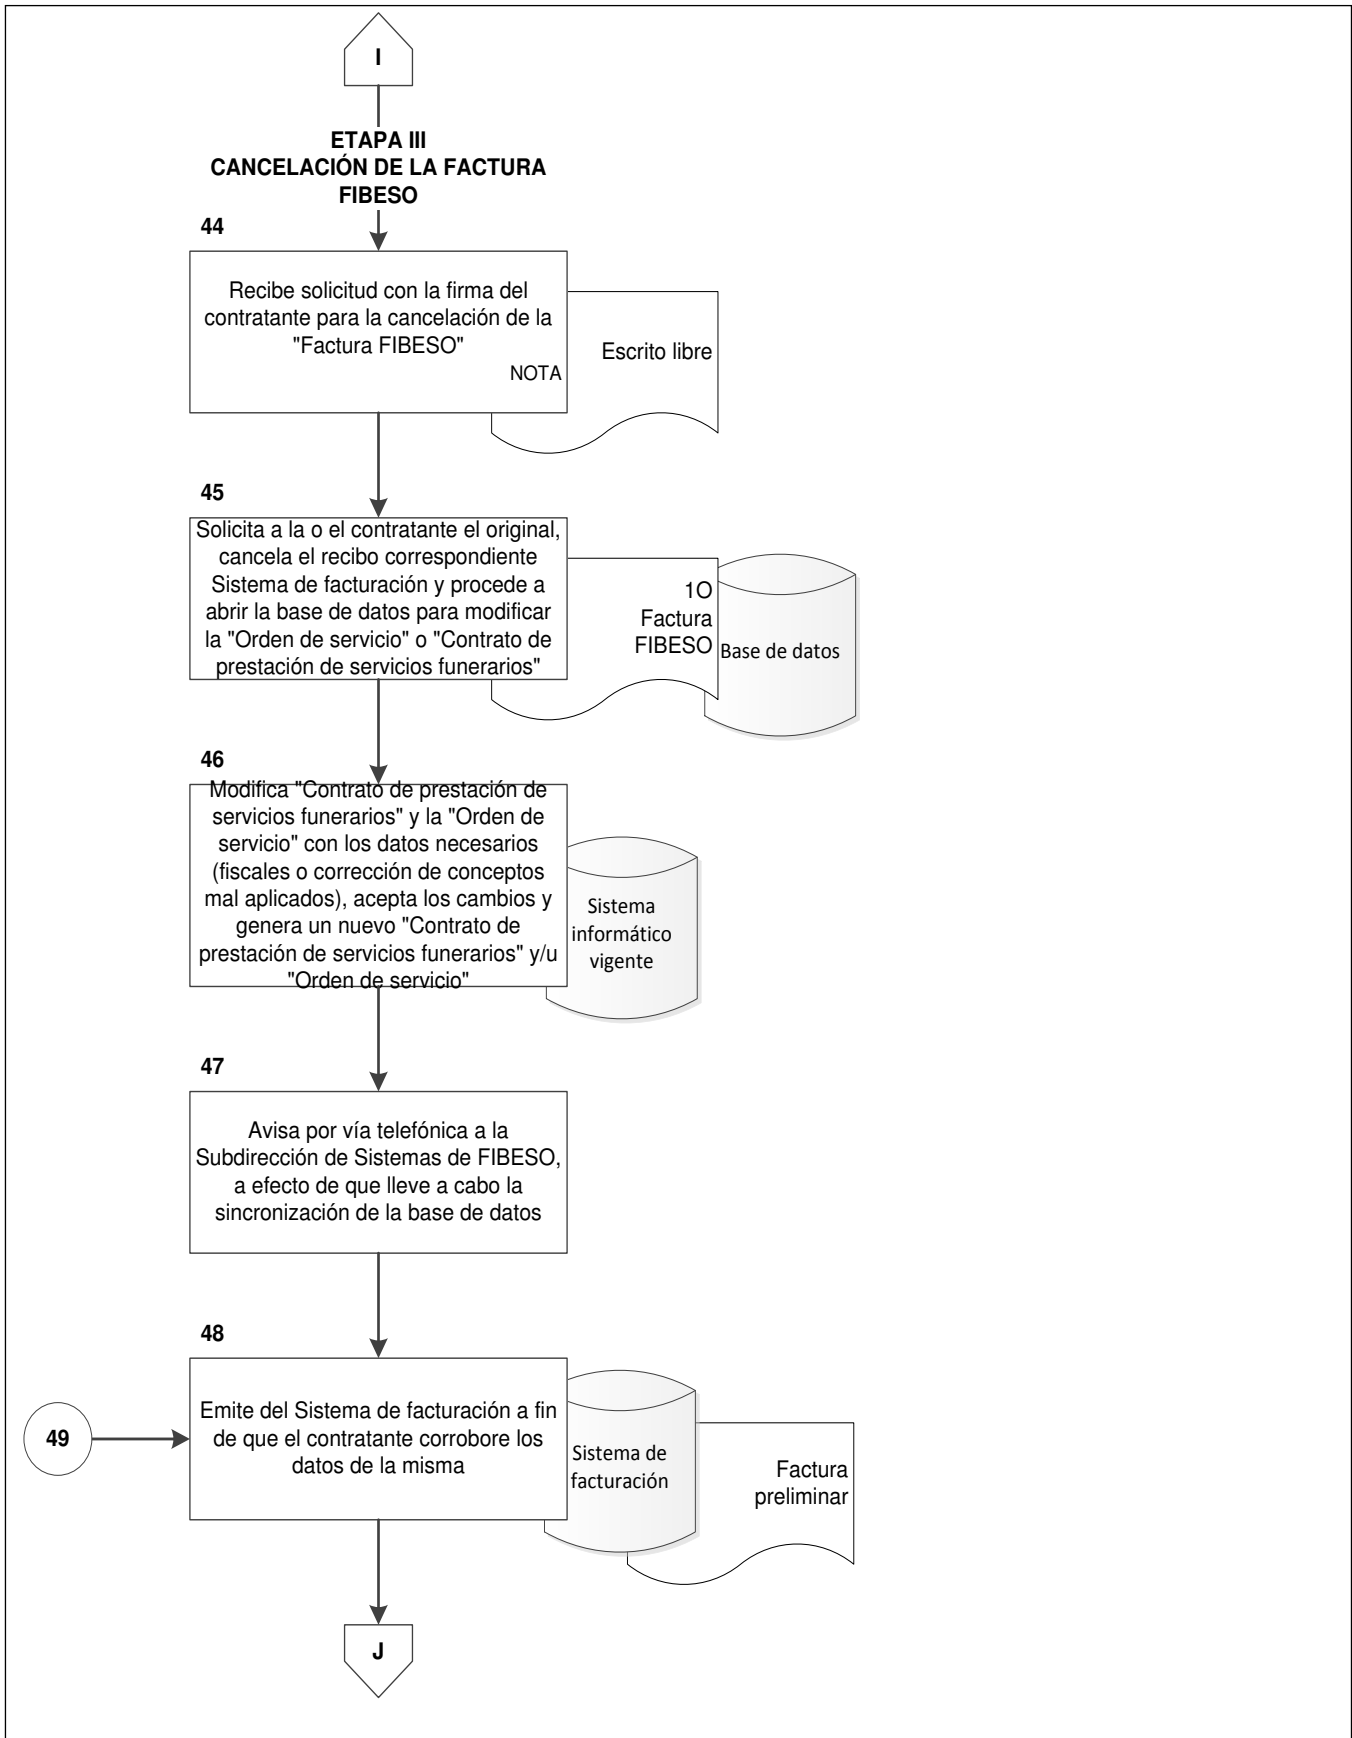 I
ETAPA III
CANCELACIÓN DE LA FACTURA
FIBESO
44
Recibe solicitud con la firma del
contratante para la cancelación de la
"Factura FIBESO"
NOTA
Escrito libre
45
Solicita a la o el contratante el original,
cancela el recibo correspondiente
Sistema de facturación y procede a
abrir la base de datos para modificar
la "Orden de servicio" o "Contrato de
prestación de servicios funerarios"
1O
Factura
FIBESO
Base de datos
46
Modifica "Contrato de prestación de
servicios funerarios" y la "Orden de
servicio" con los datos necesarios
(fiscales o corrección de conceptos
mal aplicados), acepta los cambios y
genera un nuevo "Contrato de
prestación de servicios funerarios" y/u
"Orden de servicio"
Sistema
informático
vigente
47
Avisa por vía telefónica a la
Subdirección de Sistemas de FIBESO,
a efecto de que lleve a cabo la
sincronización de la base de datos
48
Emite del Sistema de facturación a fin
de que el contratante corrobore los
datos de la misma
49
Sistema de
facturación
Factura
preliminar
J